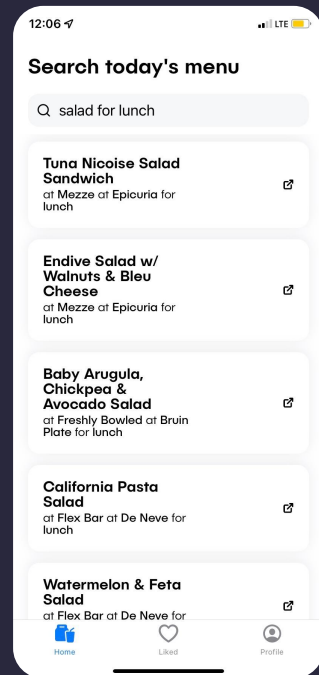 12:06
LTE
Search today's menu
salad for lunch
Tuna Nicoise Salad
Sandwich
at Mezze at Epicuria for
lunch
Endive Salad w/
Walnuts & Bleu
Cheese
at Mezze at Epicuria for
lunch
Baby Arugula,
Chickpea &
Avocado Salad
at Freshly Bowled at Bruin
Plate for lunch
California Pasta
Salad
at Flex Bar at De Neve for
lunch
Watermelon & Feta
Salad
at Flex Bar at De Neve for
Home
Liked
Profile